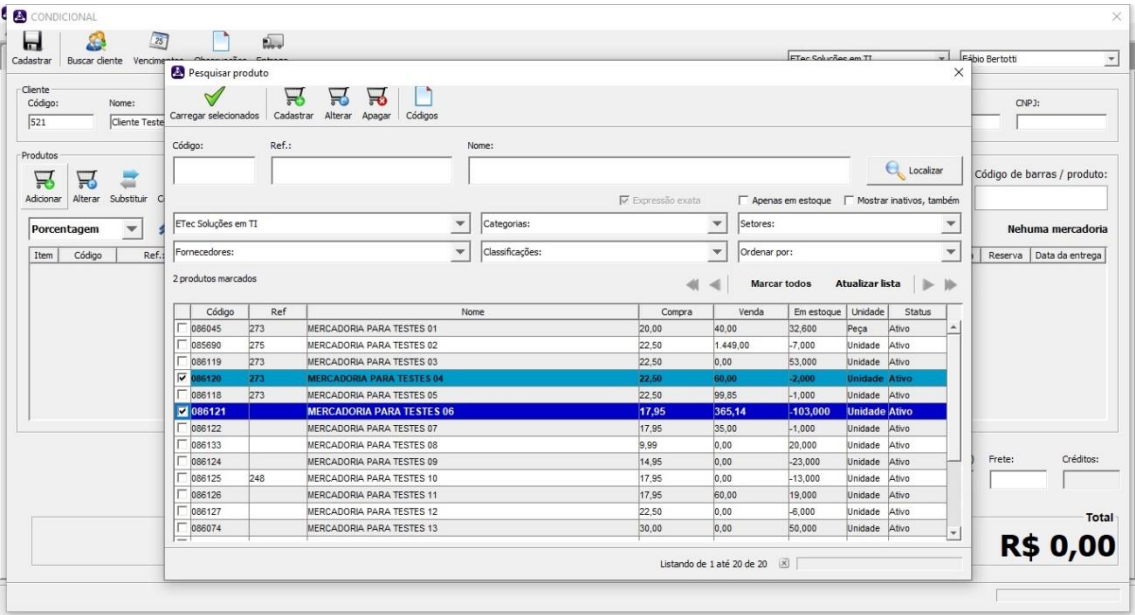 CONDICIONAL
Cadastrar Buscar cliente Vencimentos Observações Entrega
ETec Soluções em TI Fábio Bertotti
Cliente
Código: Nome: CNPJ:
521 Cliente Teste
Produtos
Adicionar Alterar Substituir
Código de barras / produto:
Porcentagem
Nenhuma mercadoria
Item Código Ref.: Reserva Data da entrega
Frete: Créditos:
Total
R$ 0,00
Pesquisar produto
Carregar selecionados Cadastrar Alterar Apagar Códigos
Código: Ref.: Nome:
Localizar
Expressão exata Apenas em estoque Mostrar inativos, também
ETec Soluções em TI Categorias: Setores:
Fornecedores: Classificações: Ordenar por:
2 produtos marcados
Marcar todos Atualizar lista
Código Ref Nome Compra Venda Em estoque Unidade Status
086045 273 MERCADORIA PARA TESTES 01 20,00 40,00 32,600 Peça Ativo
085690 275 MERCADORIA PARA TESTES 02 22,50 1.449,00 -7,000 Unidade Ativo
086119 273 MERCADORIA PARA TESTES 03 22,50 0,00 53,000 Unidade Ativo
086120 273 MERCADORIA PARA TESTES 04 22,50 60,00 -2,000 Unidade Ativo
086118 273 MERCADORIA PARA TESTES 05 22,50 99,85 -1,000 Unidade Ativo
086121 MERCADORIA PARA TESTES 06 17,95 365,14 -103,000 Unidade Ativo
086122 MERCADORIA PARA TESTES 07 17,95 35,00 -1,000 Unidade Ativo
086133 MERCADORIA PARA TESTES 08 9,99 0,00 20,000 Unidade Ativo
086124 MERCADORIA PARA TESTES 09 14,95 0,00 -23,000 Unidade Ativo
086125 248 MERCADORIA PARA TESTES 10 17,95 0,00 -13,000 Unidade Ativo
086126 MERCADORIA PARA TESTES 11 17,95 60,00 19,000 Unidade Ativo
086127 MERCADORIA PARA TESTES 12 22,50 0,00 -6,000 Unidade Ativo
086074 MERCADORIA PARA TESTES 13 30,00 0,00 50,000 Unidade Ativo
Listando de 1 até 20 de 20